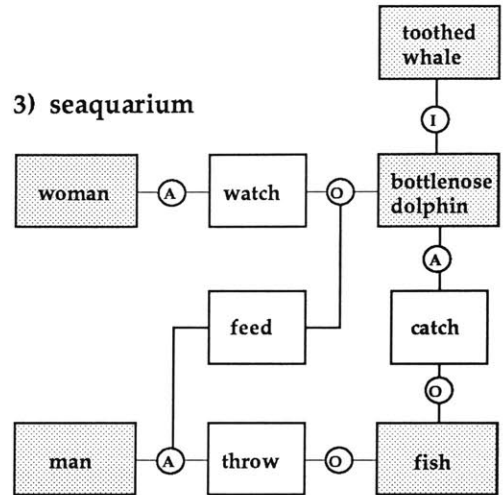 toothed
whale
3) seaquarium
I
woman
A
watch
O
bottlenose
dolphin
A
feed
catch
O
man
A
throw
O
fish